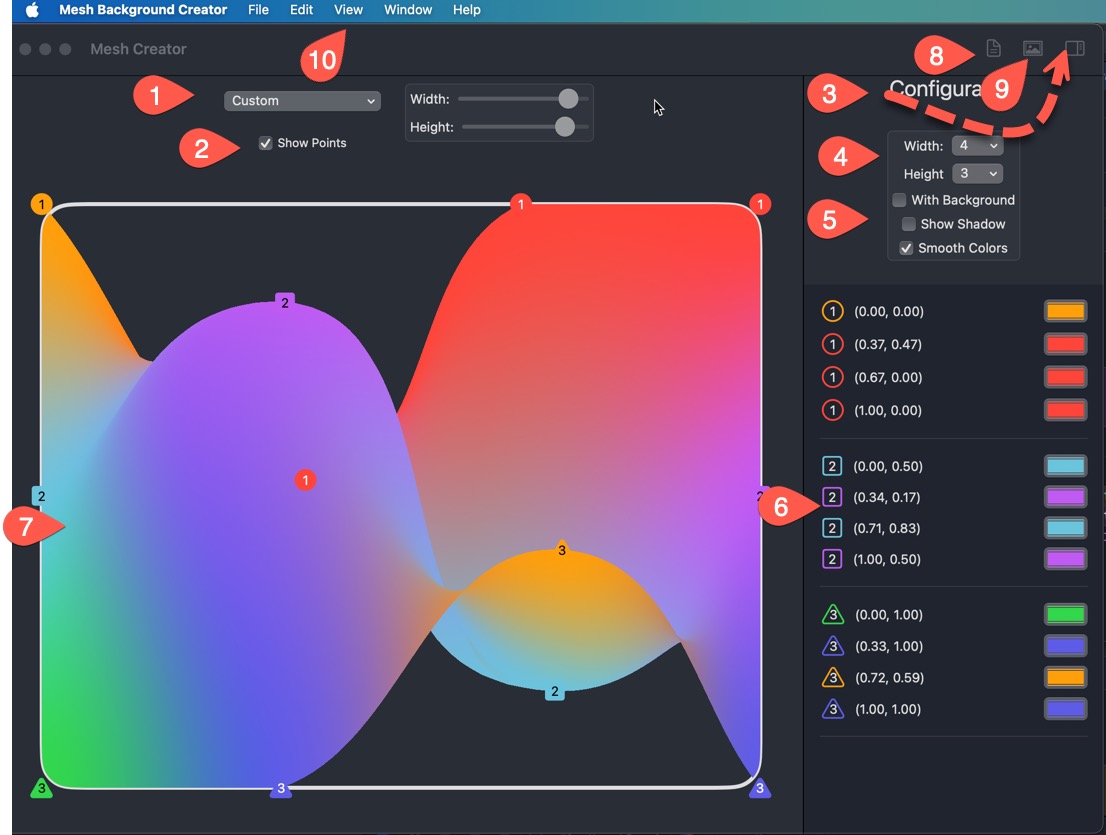 Mesh Background Creator File Edit View Window Help
10
Mesh Creator
8
9
1
Custom
Width:
Height:
3
Configura
2
Show Points
4
Width: 4
Height 3
5
With Background
Show Shadow
Smooth Colors
1
1
1
2
1
2
2
3
2
3
3
3
7
6
1 (0.00, 0.00)
1 (0.37, 0.47)
1 (0.67, 0.00)
1 (1.00, 0.00)
2 (0.00, 0.50)
2 (0.34, 0.17)
2 (0.71, 0.83)
2 (1.00, 0.50)
3 (0.00, 1.00)
3 (0.33, 1.00)
3 (0.72, 0.59)
3 (1.00, 1.00)